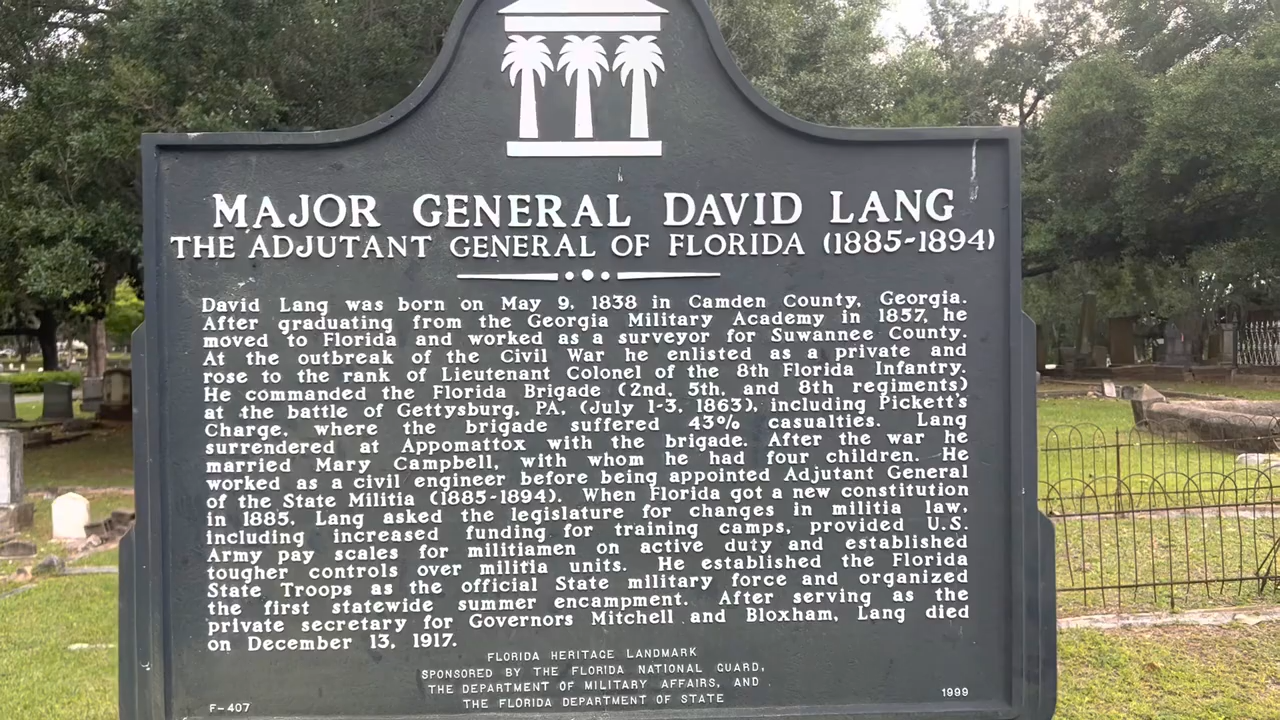 MAJOR GENERAL DAVID LANG
THE ADJUTANT GENERAL OF FLORIDA (1885-1894)
David Lang was born on May 9, 1838 in Camden County, Georgia.
After graduating from the Georgia Military Academy in 1857, he
moved to Florida and worked as a surveyor for Suwannee County.
At the outbreak of the Civil War he enlisted as a private and
rose to the rank of Lieutenant Colonel of the 8th Florida Infantry.
He commanded the Florida Brigade (2nd, 5th, and 8th regiments)
at the battle of Gettysburg, PA, (July 1-3, 1863), including Pickett's
Charge, where the brigade suffered 43% casualties. Lang
surrendered at Appomattox with the brigade. After the war he
married Mary Campbell, with whom he had four children. He
worked as a civil engineer before being appointed Adjutant General
of the State Militia (1885-1894). When Florida got a new constitution
in 1885, Lang asked the legislature for changes in militia law,
including increased funding for training camps, provided U.S.
Army pay scales for militiamen on active duty and established
tougher controls over militia units. He established the Florida
State Troops as the official State military force and organized
the first statewide summer encampment. After serving as the
private secretary for Governors Mitchell and Bloxham, Lang died
on December 13, 1917.
FLORIDA HERITAGE LANDMARK
SPONSORED BY THE FLORIDA NATIONAL GUARD,
THE DEPARTMENT OF MILITARY AFFAIRS, AND
THE FLORIDA DEPARTMENT OF STATE
F-407
1999